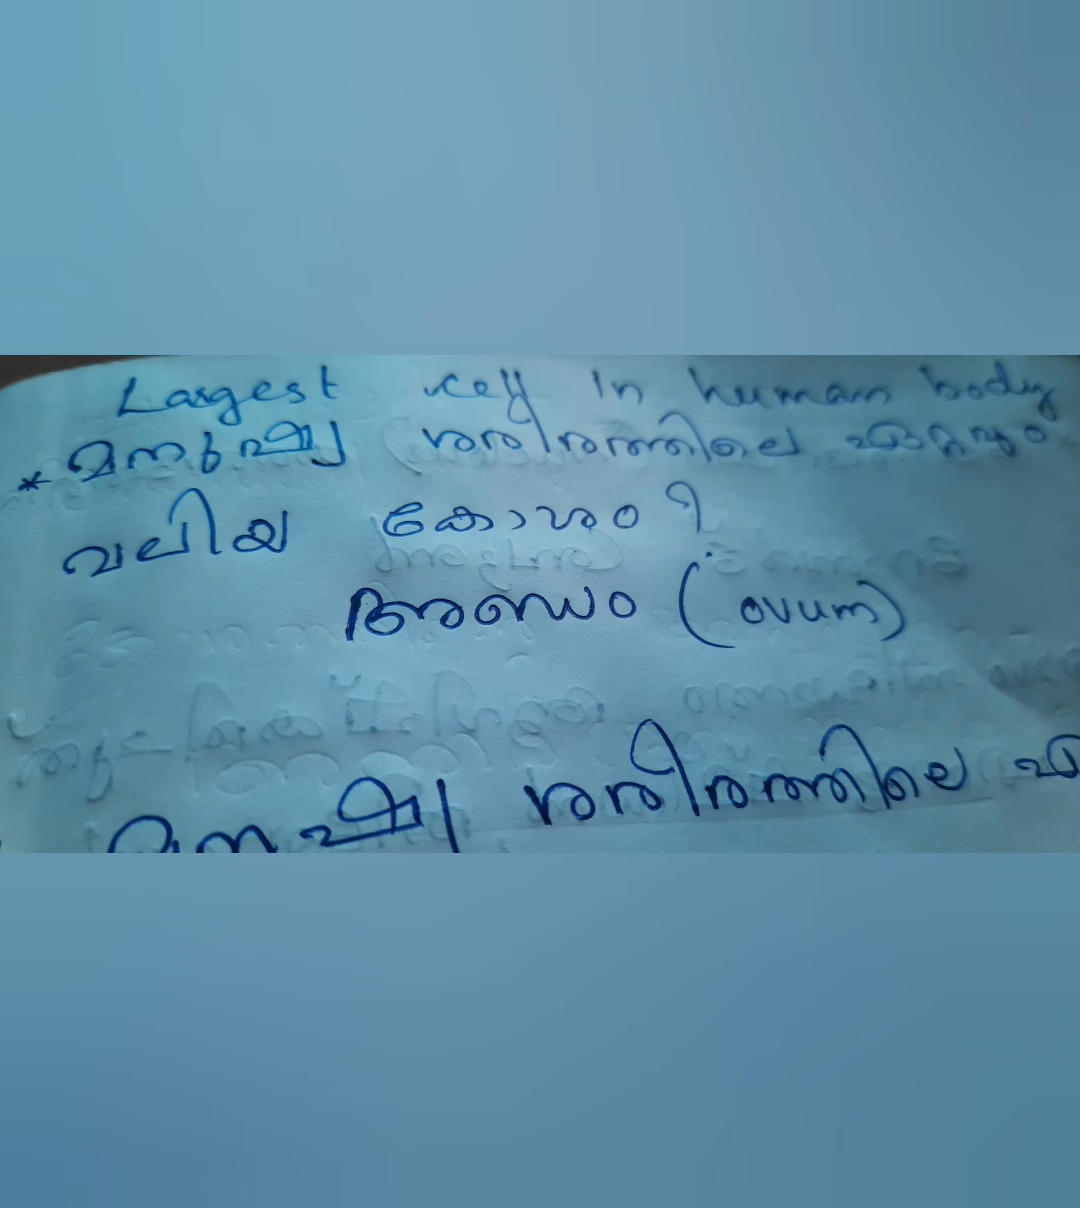 Largest cell in human body
* മനുഷ്യ ശരീരത്തിലെ ഏറ്റവും
വലിയ കോശം?
അണ്ഡം (ovum)
മനുഷ്യ ശരീരത്തിലെ